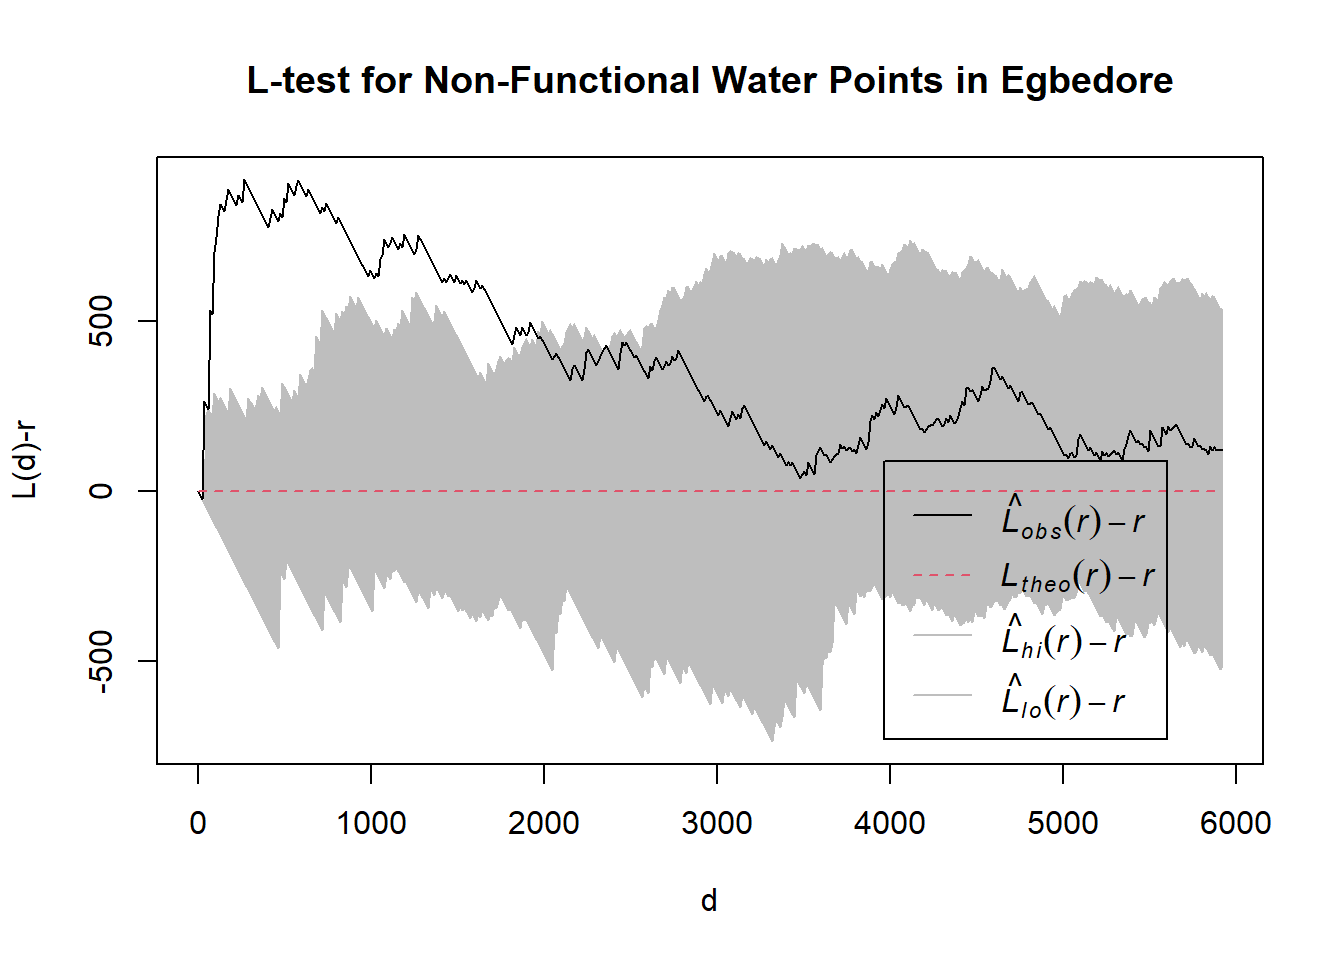 L-test for Non-Functional Water Points in Egbedore
L(d)-r
500
0
-500
L̂obs(r) – r
Ltheo(r) – r
L̂hi(r) – r
L̂lo(r) – r
0 1000 2000 3000 4000 5000 6000
d